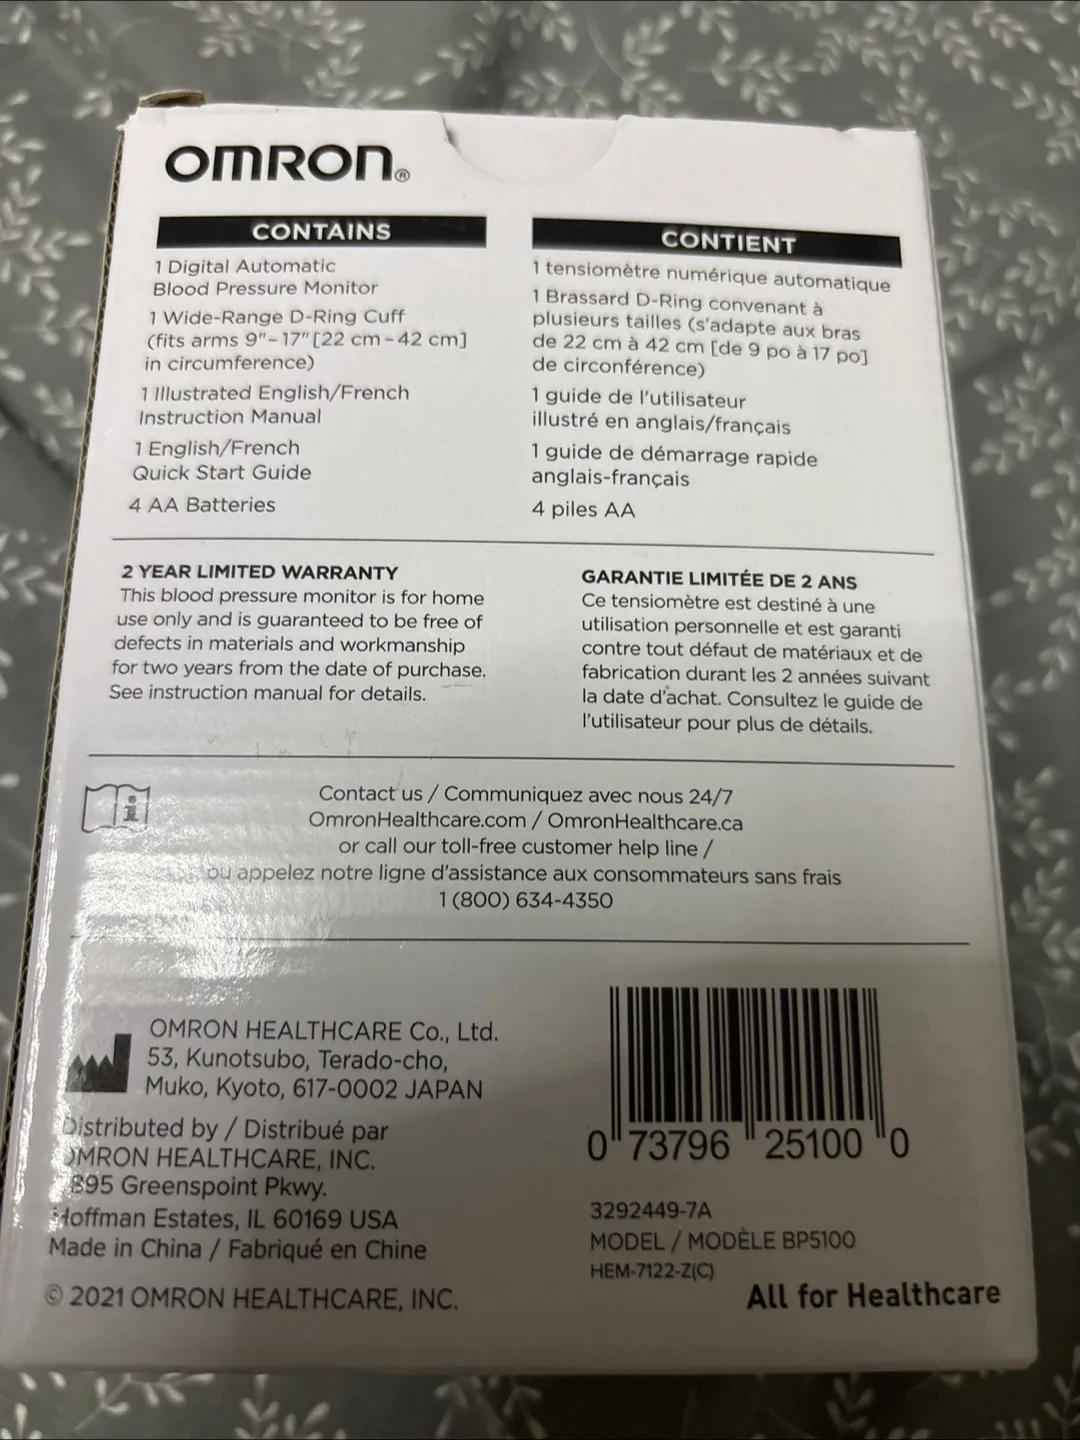 OMRON®
CONTAINS
1 Digital Automatic
Blood Pressure Monitor
1 Wide-Range D-Ring Cuff
(fits arms 9"-17" [22 cm-42 cm]
in circumference)
1 Illustrated English/French
Instruction Manual
1 English/French
Quick Start Guide
4 AA Batteries
CONTIENT
1 tensiomètre numérique automatique
1 Brassard D-Ring convenant à
plusieurs tailles (s'adapte aux bras
de 22 cm à 42 cm [de 9 po à 17 po]
de circonférence)
1 guide de l'utilisateur
illustré en anglais/français
1 guide de démarrage rapide
anglais-français
4 piles AA
2 YEAR LIMITED WARRANTY
This blood pressure monitor is for home
use only and is guaranteed to be free of
defects in materials and workmanship
for two years from the date of purchase.
See instruction manual for details.
GARANTIE LIMITÉE DE 2 ANS
Ce tensiomètre est destiné à une
utilisation personnelle et est garanti
contre tout défaut de matériaux et de
fabrication durant les 2 années suivant
la date d'achat. Consultez le guide de
l'utilisateur pour plus de détails.
Contact us / Communiquez avec nous 24/7
OmronHealthcare.com / OmronHealthcare.ca
or call our toll-free customer help line /
ou appelez notre ligne d'assistance aux consommateurs sans frais
1 (800) 634-4350
OMRON HEALTHCARE Co., Ltd.
53, Kunotsubo, Terado-cho,
Muko, Kyoto, 617-0002 JAPAN
Distributed by / Distribué par
OMRON HEALTHCARE, INC.
Greenspoint Pkwy.
Hoffman Estates, IL 60169 USA
Made in China / Fabriqué en Chine
© 2021 OMRON HEALTHCARE, INC.
0 73796 25100 0
3292449-7A
MODEL / MODÈLE BP5100
HEM-7122-Z(C)
All for Healthcare